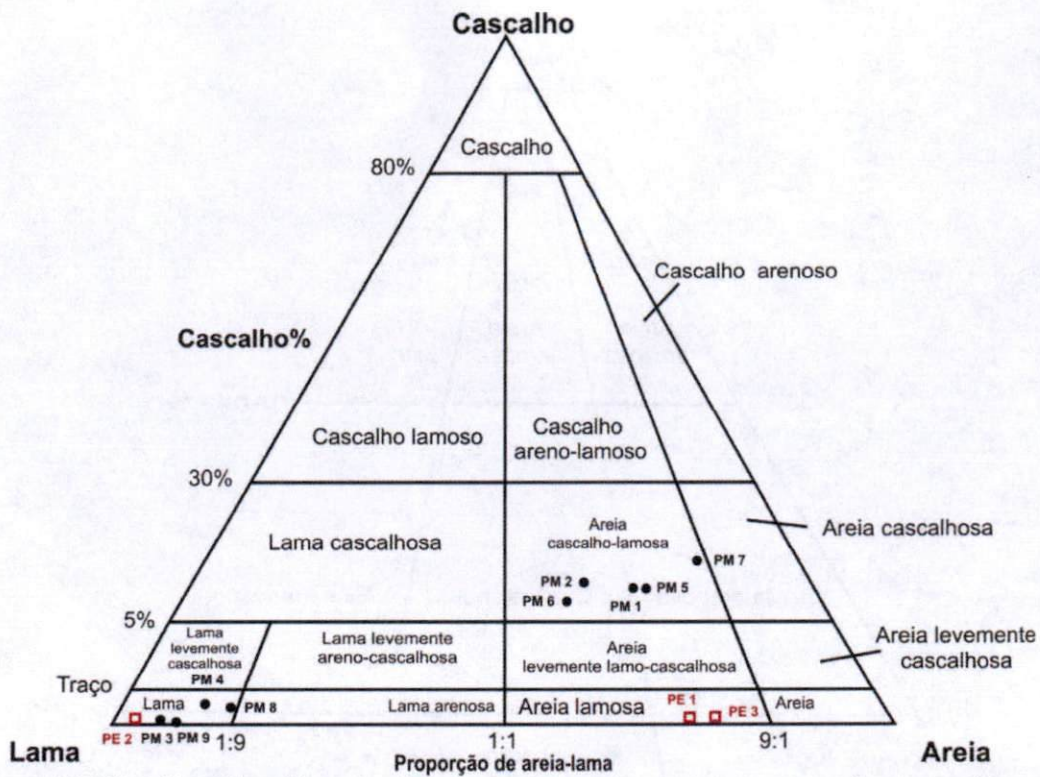 Cascalho
Cascalho
80%
Cascalho arenoso
Cascalho%
Cascalho lamoso
Cascalho
areno-lamoso
30%
Areia cascalhosa
Lama cascalhosa
Areia
cascalho-lamosa
PM 7
PM 2
PM 5
PM 6
PM 1
5%
Lama
levemente
cascalhosa
Lama levemente
areno-cascalhosa
Areia
levemente lamo-cascalhosa
Areia levemente
cascalhosa
PM 4
Traço
Lama
PM 8
Lama arenosa
Areia lamosa
PE 1
PE 3
Areia
PE 2
PM 3
PM 9
Lama
1:9
1:1
9:1
Areia
Proporção de areia-lama